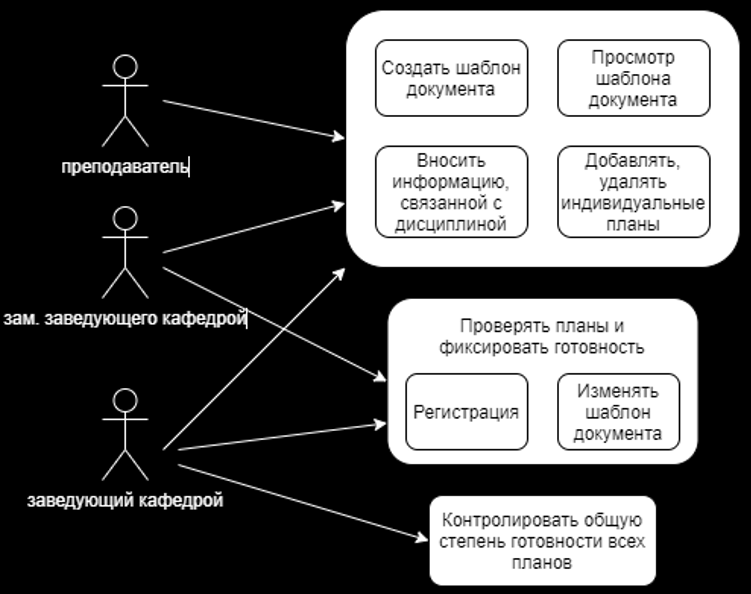 Создать шаблон
документа
Просмотр
шаблона
документа
преподаватель
Вносить
информацию,
связанной с
дисциплиной
Добавлять,
удалять
индивидуальные
планы
зам. заведующего кафедрой
Проверять планы и
фиксировать готовность
Регистрация
Изменять
шаблон
документа
заведующий кафедрой
Контролировать общую
степень готовности всех
планов